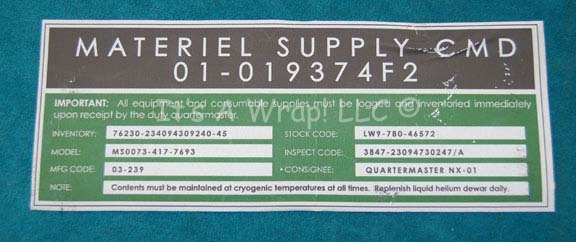 MATERIEL SUPPLY CMD
01-019374F2
IMPORTANT: All equipment and consumable supplies must be logged and inventoried immediately
upon receipt by the duty quartermaster.
It's A Wrap! LLC ©
INVENTORY: 76230-234094309240-45 STOCK CODE: LW9-780-46572
MODEL: MS0073-417-7693 INSPECT CODE: 3847-23094730247/A
MFG CODE: 03-239 • CONSIGNEE: QUARTERMASTER NX-01
NOTE: Contents must be maintained at cryogenic temperatures at all times. Replenish liquid helium dewar daily.